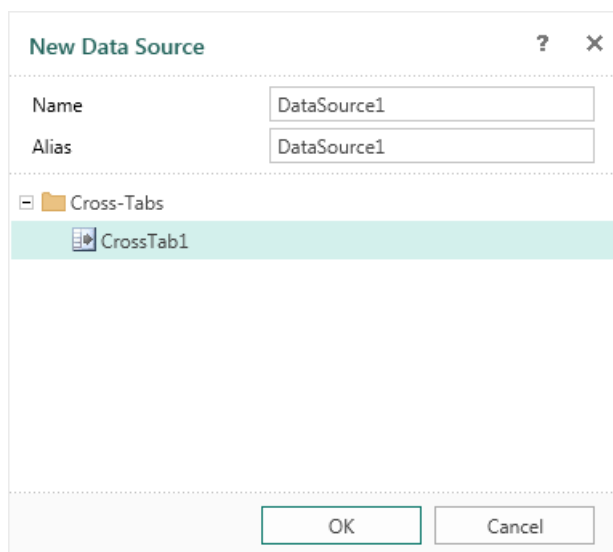 New Data Source ?
Name DataSource1
Alias DataSource1
Cross-Tabs
CrossTab1
OK Cancel